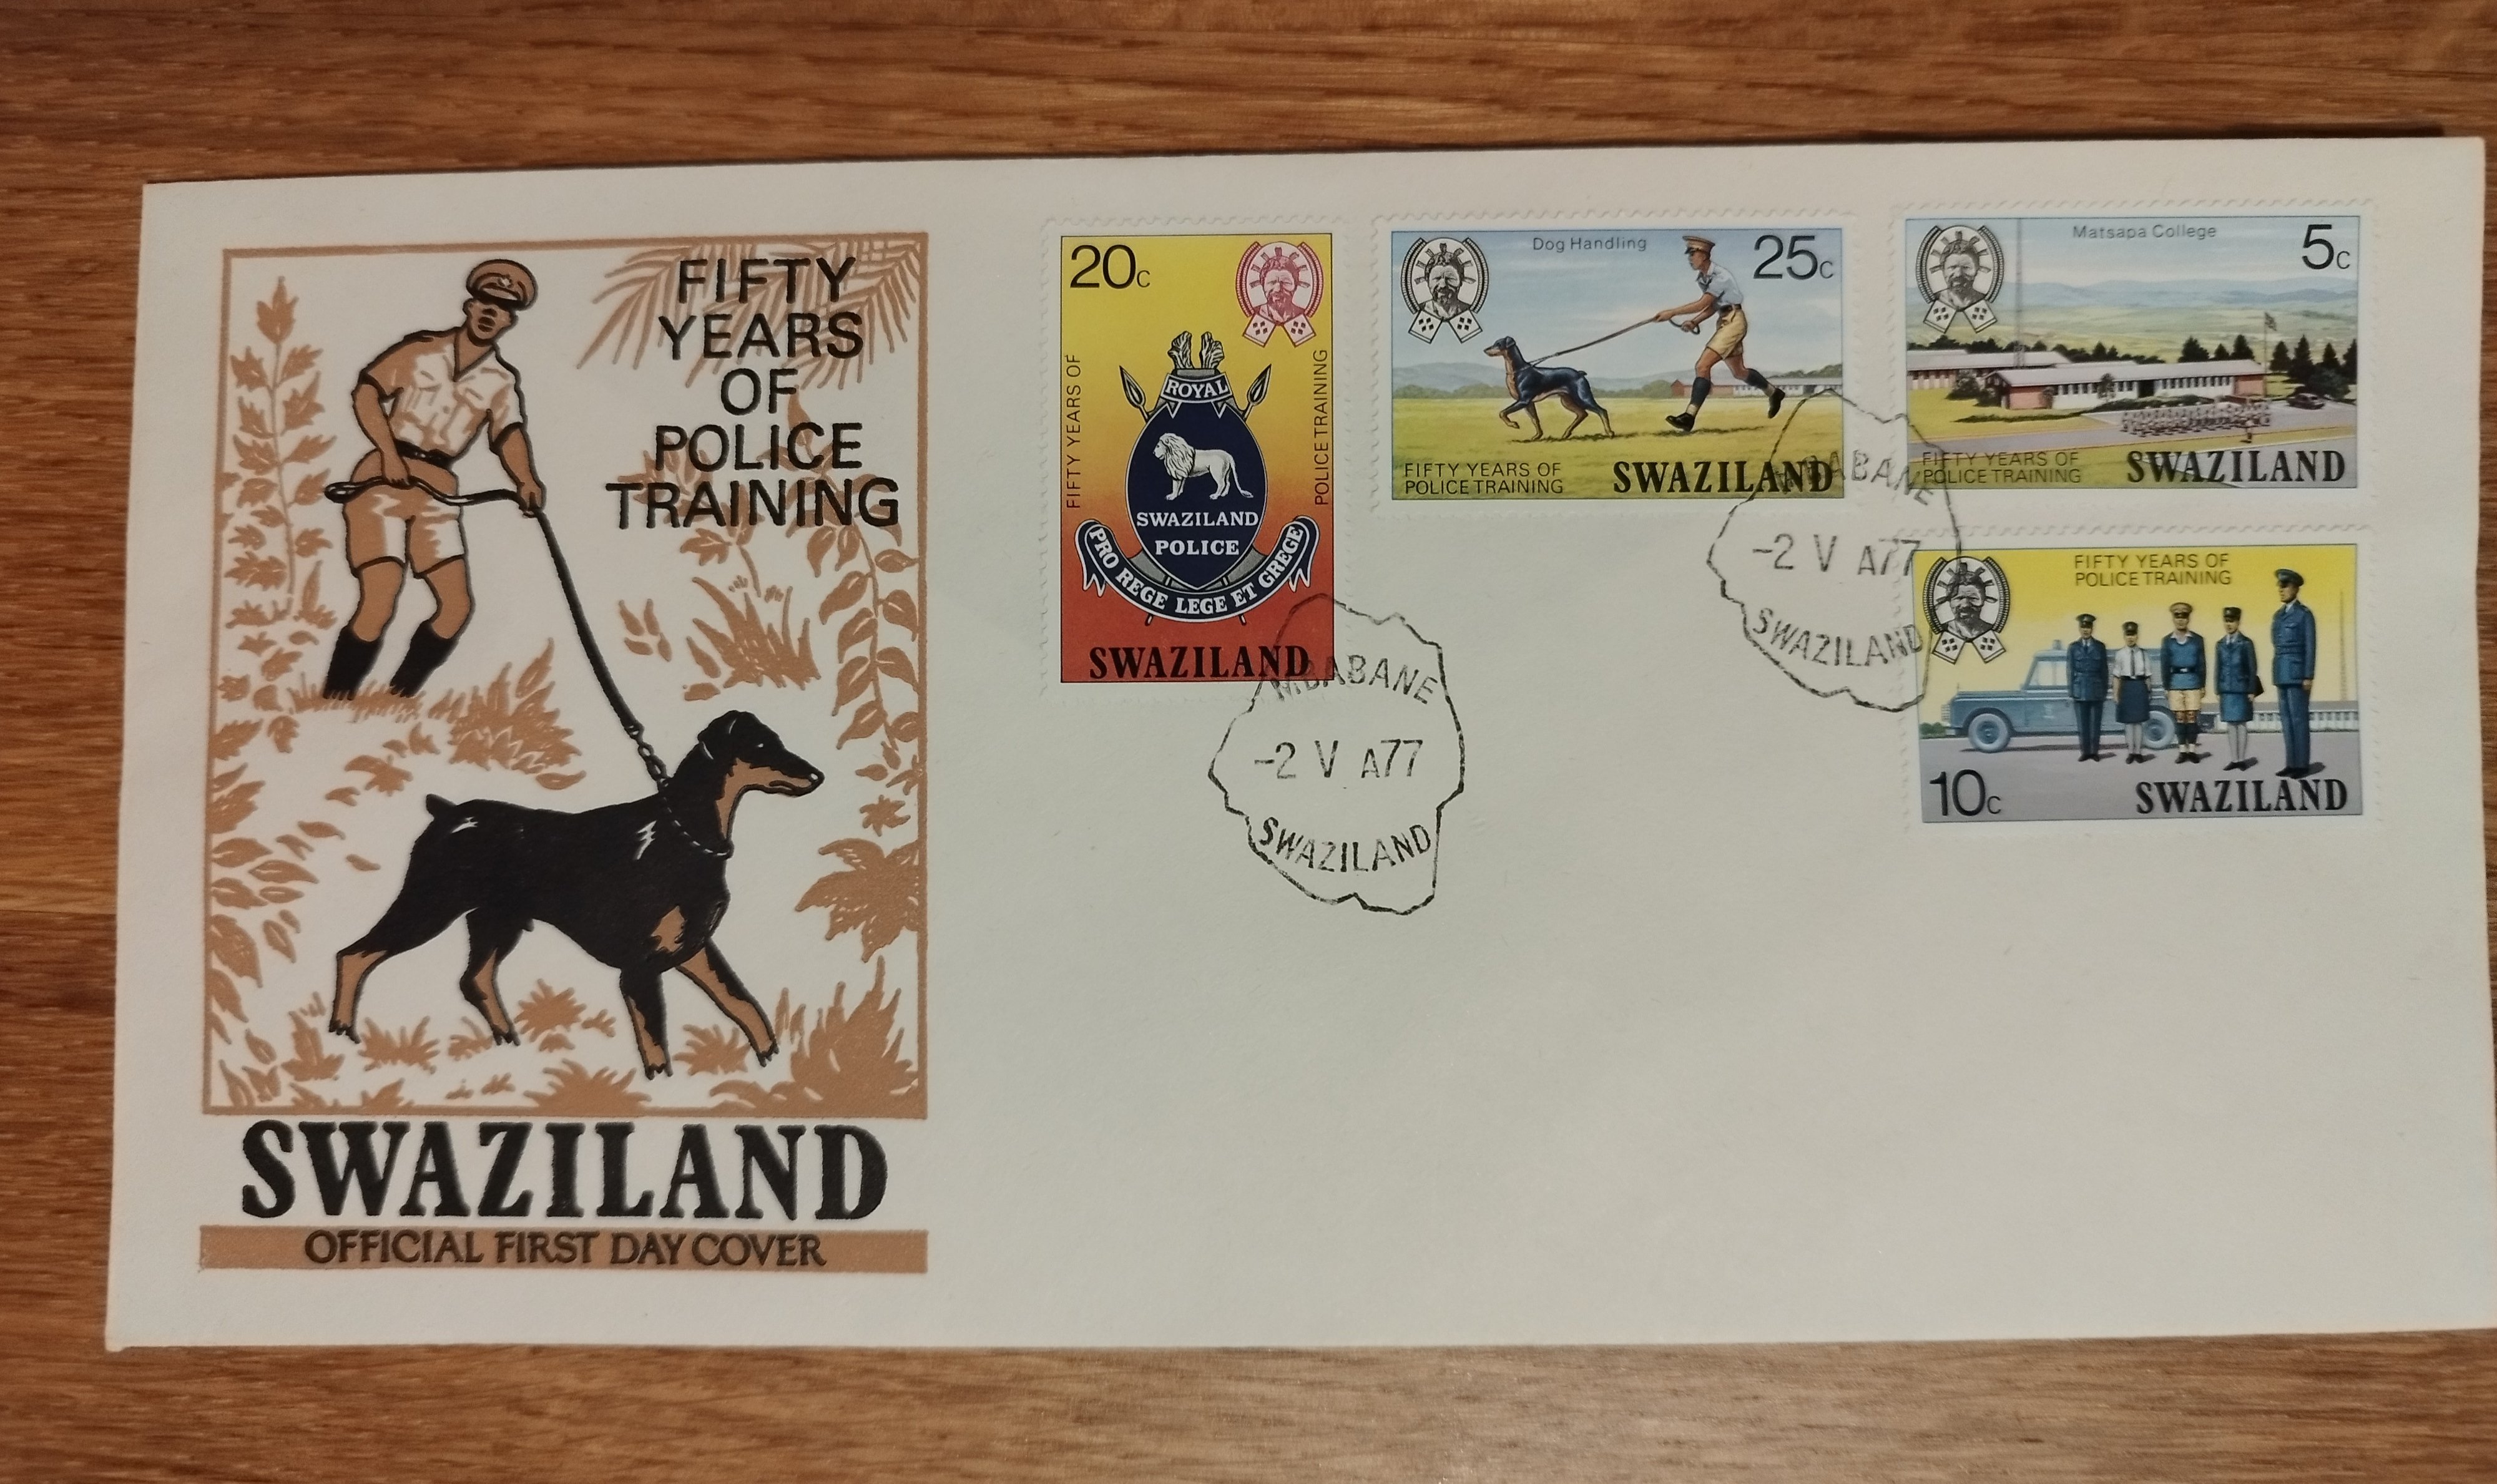 FIFTY
YEARS
OF
POLICE
TRAINING
SWAZILAND
OFFICIAL FIRST DAY COVER
20c
FIFTY YEARS OF
POLICE TRAINING
ROYAL
SWAZILAND
POLICE
PRO REGE LEGE ET GREGE
SWAZILAND
MBABANE
-2 V A77
SWAZILAND
Dog Handling
25c
FIFTY YEARS OF
POLICE TRAINING
SWAZILAND
Matsapa College
5c
FIFTY YEARS OF
POLICE TRAINING
SWAZILAND
MBABANE
-2 V A77
SWAZILAND
FIFTY YEARS OF
POLICE TRAINING
10c
SWAZILAND